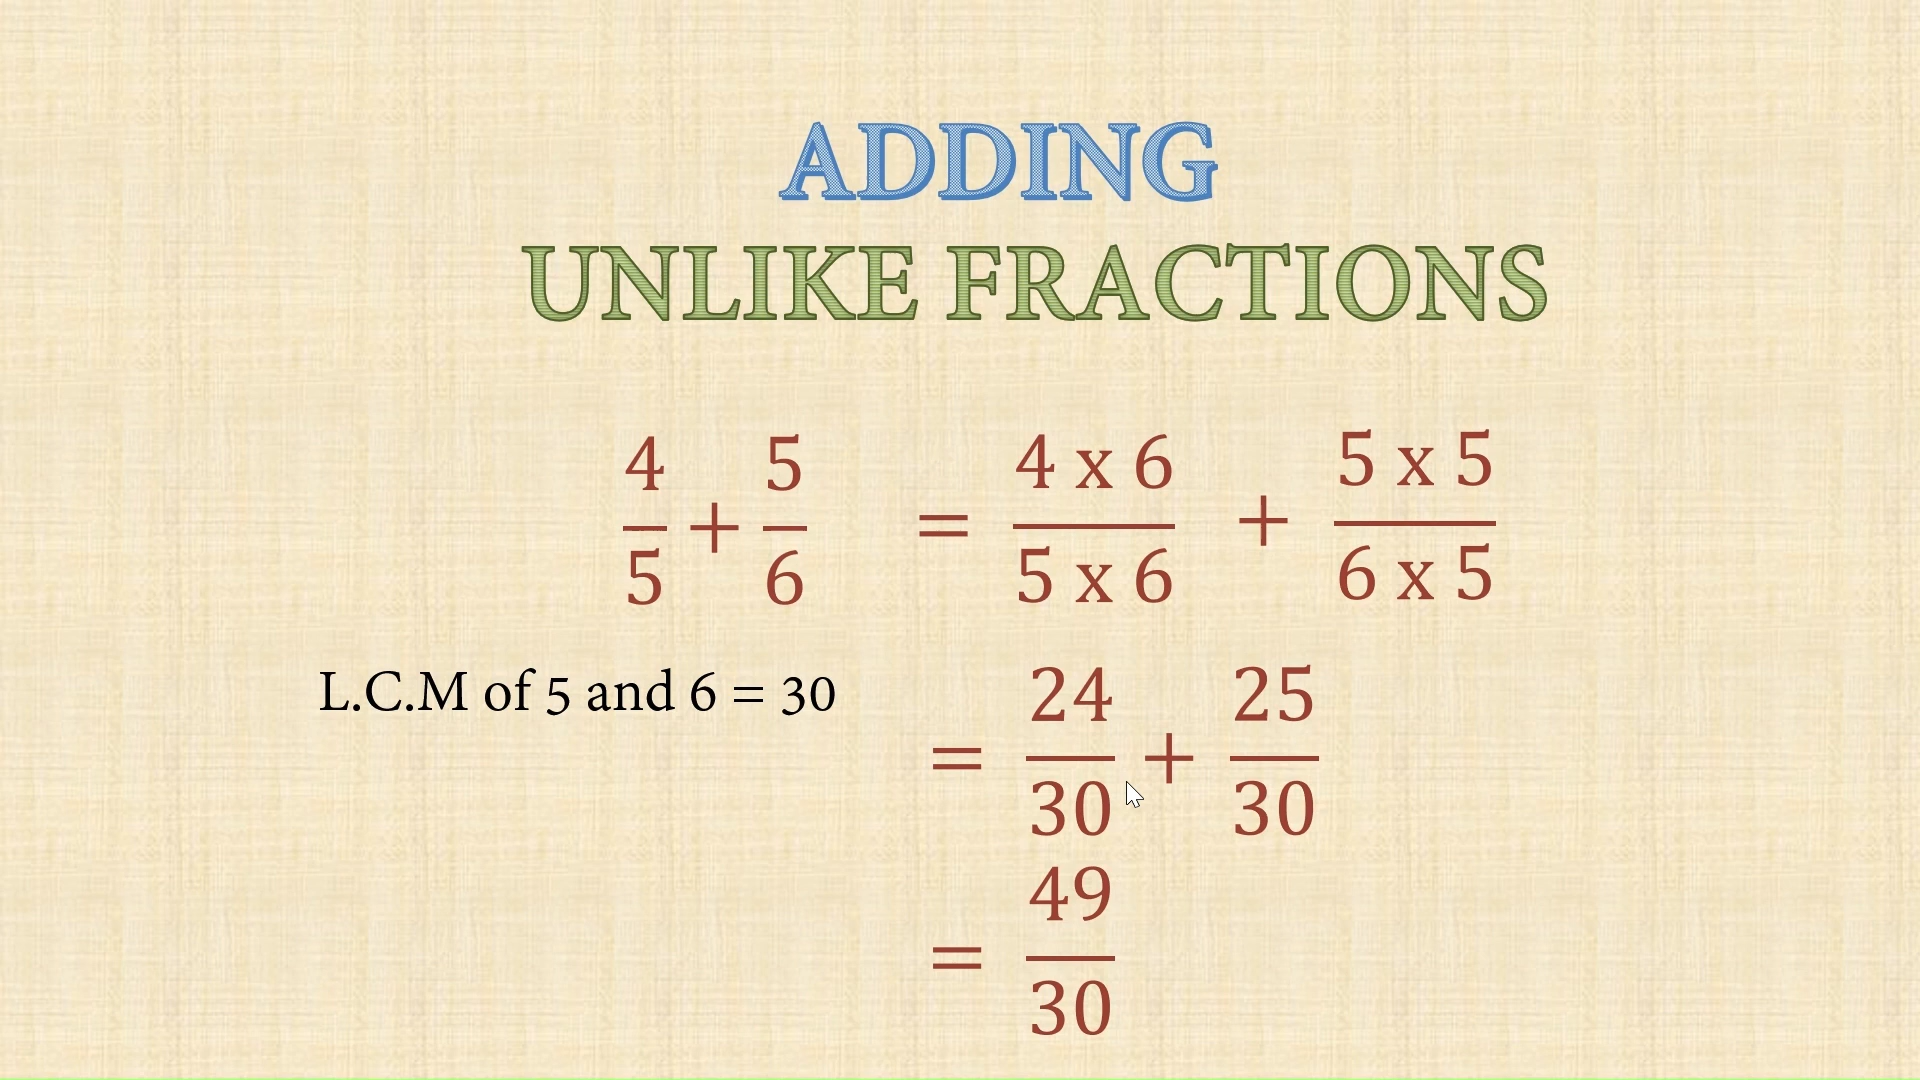 ADDING
UNLIKE FRACTIONS
4/5 + 5/6 = 4 x 6/5 x 6 + 5 x 5/6 x 5
L.C.M of 5 and 6 = 30
= 24/30 + 25/30
= 49/30